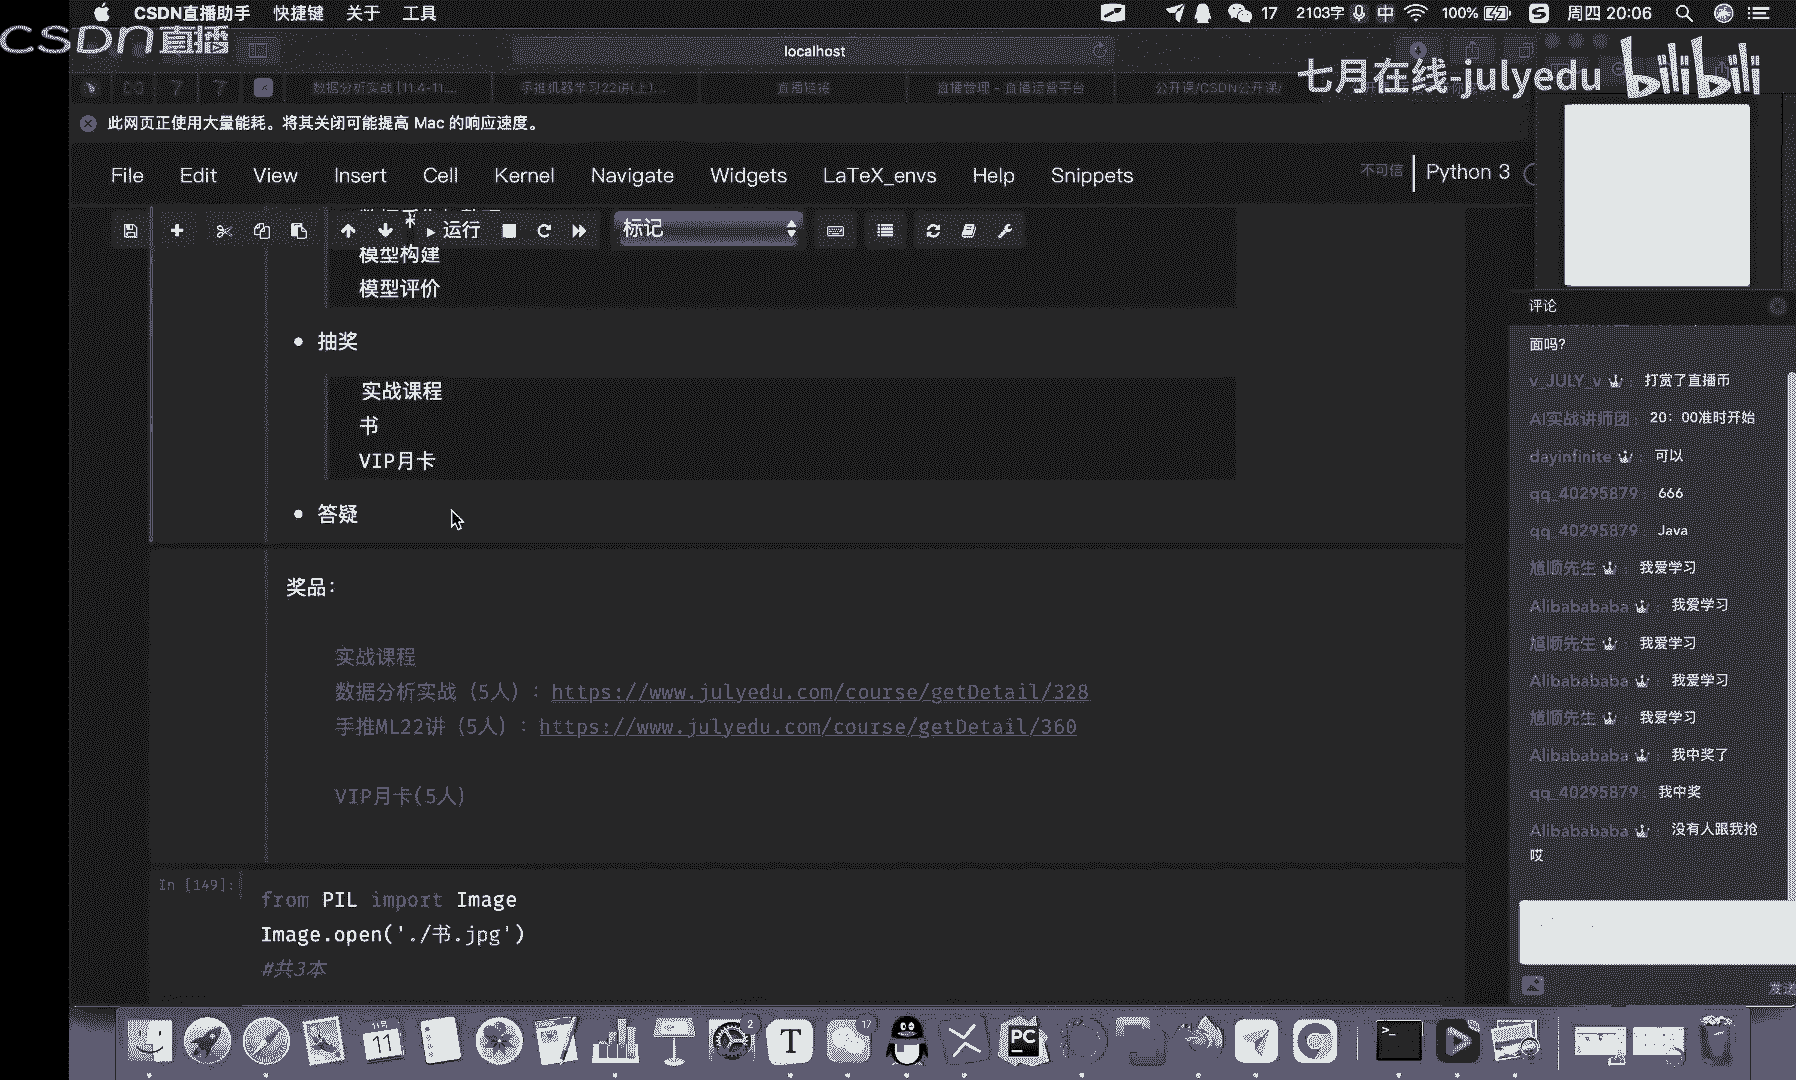 CSDN直播助手 快捷键 关于 工具
17 2103字 中 100% 周四 20:06
CSDN直播
localhost
七月在线-julyedu bilibili
数据分析实战 [11.4-11.... 手推机器学习22讲(上)... 直播链接 直播管理 - 直播运营平台 公开课/CSDN公开课/
此网页正使用大量能耗。将其关闭可能提高 Mac 的响应速度。
File Edit View Insert Cell Kernel Navigate Widgets LaTeX_envs Help Snippets
不可信 Python 3
运行 标记
模型构建
模型评价
抽奖
实战课程
书
VIP月卡
答疑
奖品:
实战课程
数据分析实战（5人）: https://www.julyedu.com/course/getDetail/328
手推ML22讲（5人）: https://www.julyedu.com/course/getDetail/360
VIP月卡(5人)
In [149]:
from PIL import Image
Image.open('./书.jpg')
#共3本
评论
面吗?
v_JULY_v : 打赏了直播币
AI实战讲师团: 20：00准时开始
dayinfinite : 可以
qq_40295879: 666
qq_40295879: Java
旭顺先生 : 我爱学习
Alibabababa : 我爱学习
旭顺先生 : 我爱学习
Alibabababa : 我爱学习
旭顺先生 : 我爱学习
Alibabababa : 我中奖了
qq_40295879: 我中奖
Alibabababa : 没有人跟我抢
哎
发送
11
2
T
17
PC